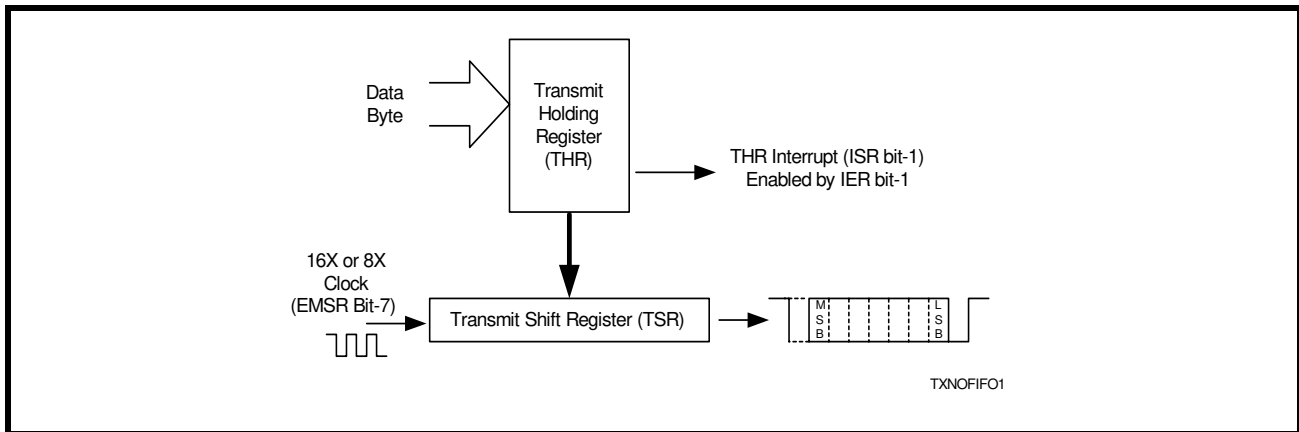 Data
Byte
Transmit
Holding
Register
(THR)
THR Interrupt (ISR bit-1)
Enabled by IER bit-1
16X or 8X
Clock
(EMSR Bit-7)
Transmit Shift Register (TSR)
M
S
B
L
S
B
TXNOFIFO1